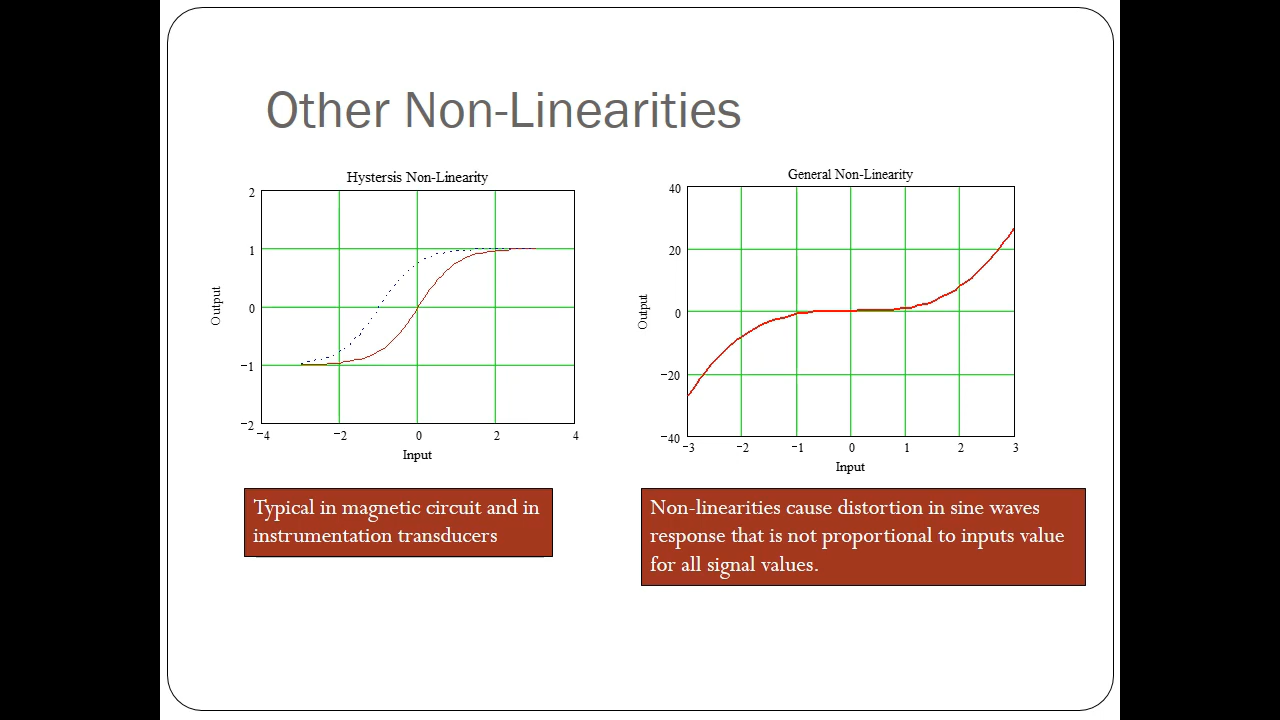 Other Non-Linearities
Hystersis Non-Linearity
2
1
0
−1
−2
Output
−4
−2
0
2
4
Input
General Non-Linearity
40
20
0
−20
−40
Output
−3
−2
−1
0
1
2
3
Input
Typical in magnetic circuit and in
instrumentation transducers
Non-linearities cause distortion in sine waves
response that is not proportional to inputs value
for all signal values.